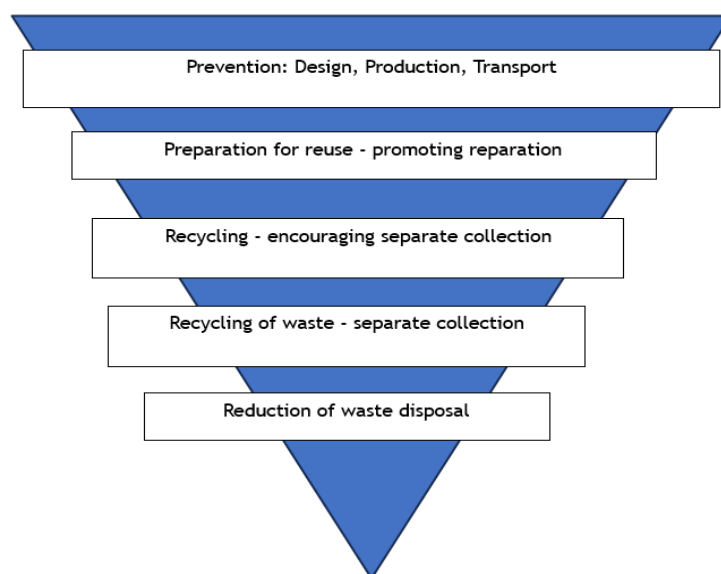 Prevention: Design, Production, Transport
Preparation for reuse - promoting reparation
Recycling - encouraging separate collection
Recycling of waste - separate collection
Reduction of waste disposal